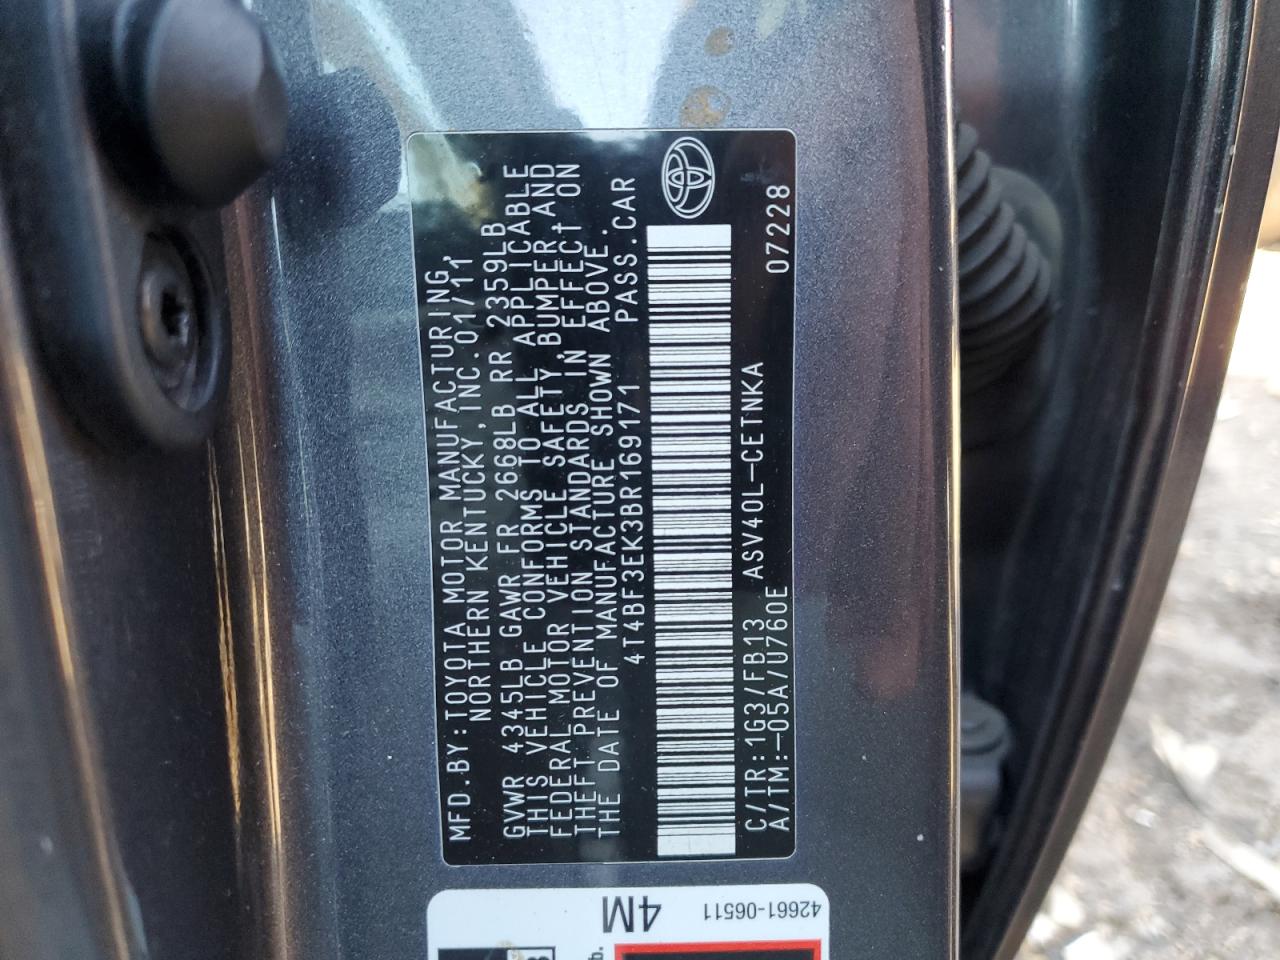 MFD.BY:TOYOTA MOTOR MANUFACTURING,
NORTHERN KENTUCKY,INC.01/11
GVWR 4345LB GAWR FR 2668LB RR 2359LB
THIS VEHICLE CONFORMS TO ALL APPLICABLE
FEDERAL MOTOR VEHICLE SAFETY,BUMPER,AND
THEFT PREVENTION STANDARDS IN EFFECT ON
THE DATE OF MANUFACTURE SHOWN ABOVE.
4T4BF3EK3BR169171 PASS.CAR
C/TR:1G3/FB13 ASV40L-CETNKA
A/TM:-05A/U760E 07228
4M
42661-06511